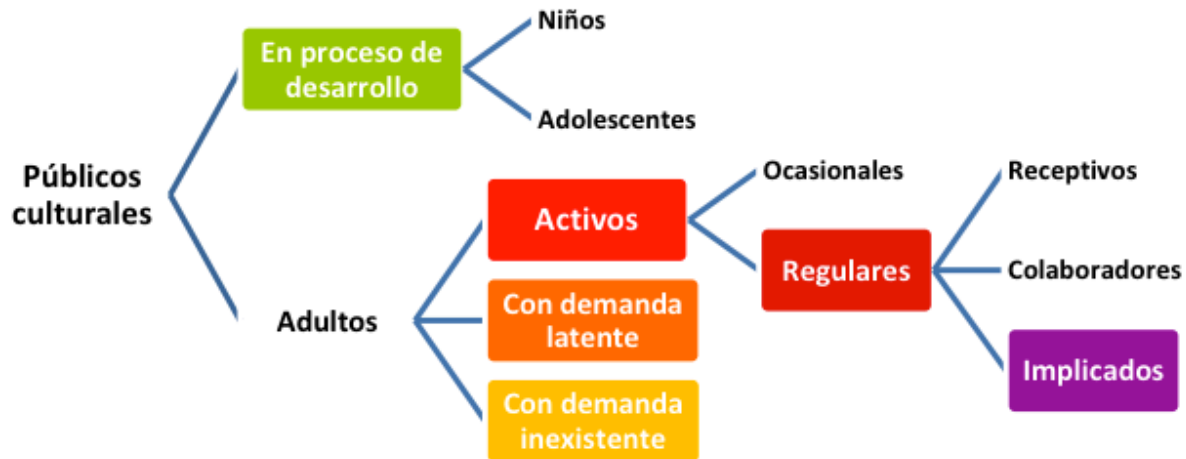 Niños
En proceso de
desarrollo
Adolescentes
Públicos
culturales
Ocasionales
Receptivos
Activos
Regulares
Colaboradores
Adultos
Con demanda
latente
Implicados
Con demanda
inexistente